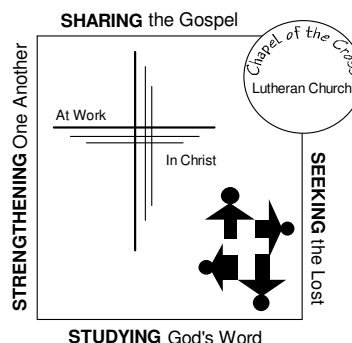 SHARING the Gospel
Chapel of the Cross
Lutheran Church
STRENGTHENING One Another
At Work
In Christ
SEEKING the Lost
STUDYING God's Word